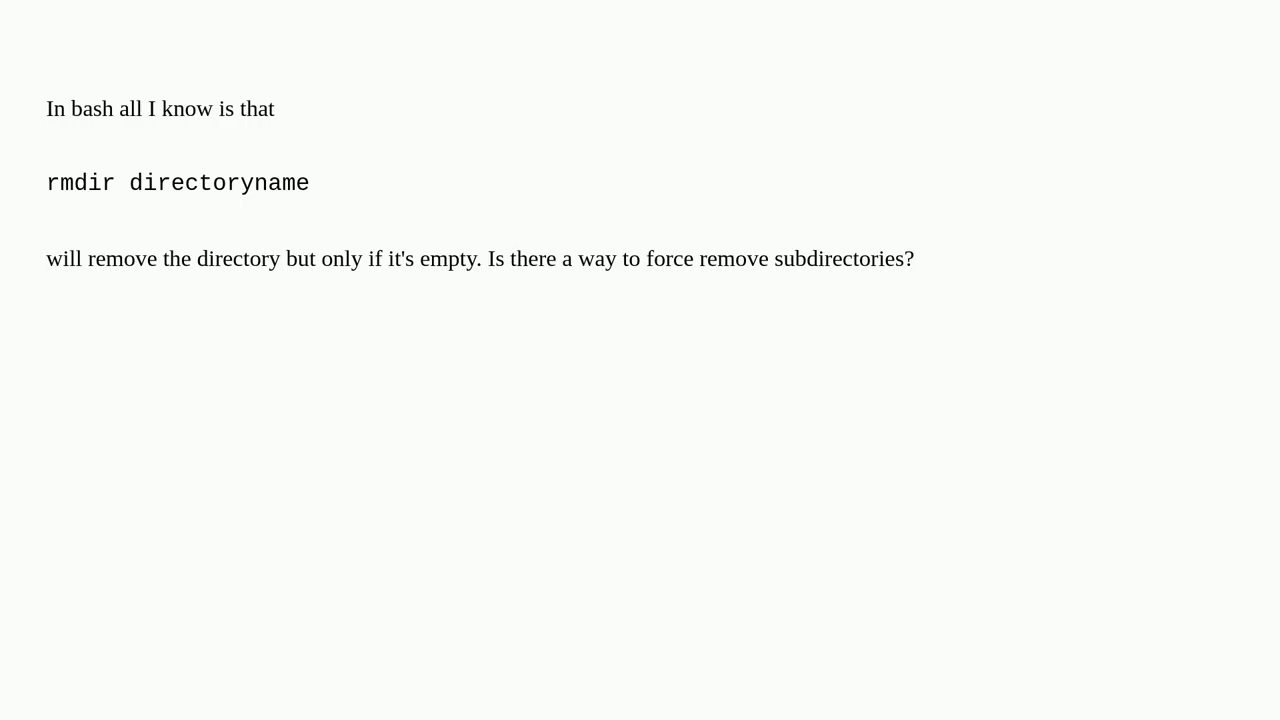 In bash all I know is that
rmdir directoryname
will remove the directory but only if it's empty. Is there a way to force remove subdirectories?